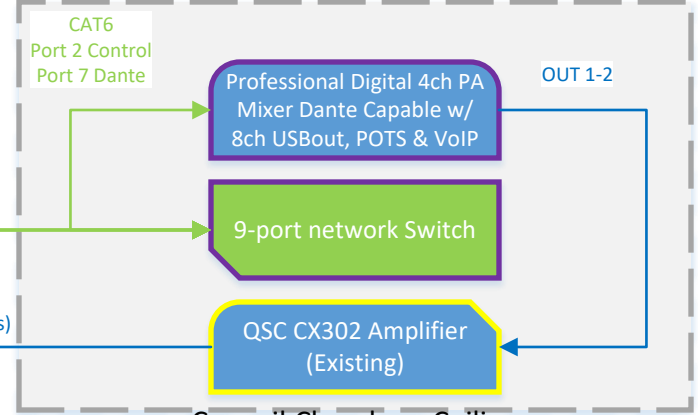 CAT6
Port 2 Control
Port 7 Dante
Professional Digital 4ch PA
Mixer Dante Capable w/
8ch USBout, POTS & VoIP
OUT 1-2
9-port network Switch
s)
QSC CX302 Amplifier
(Existing)